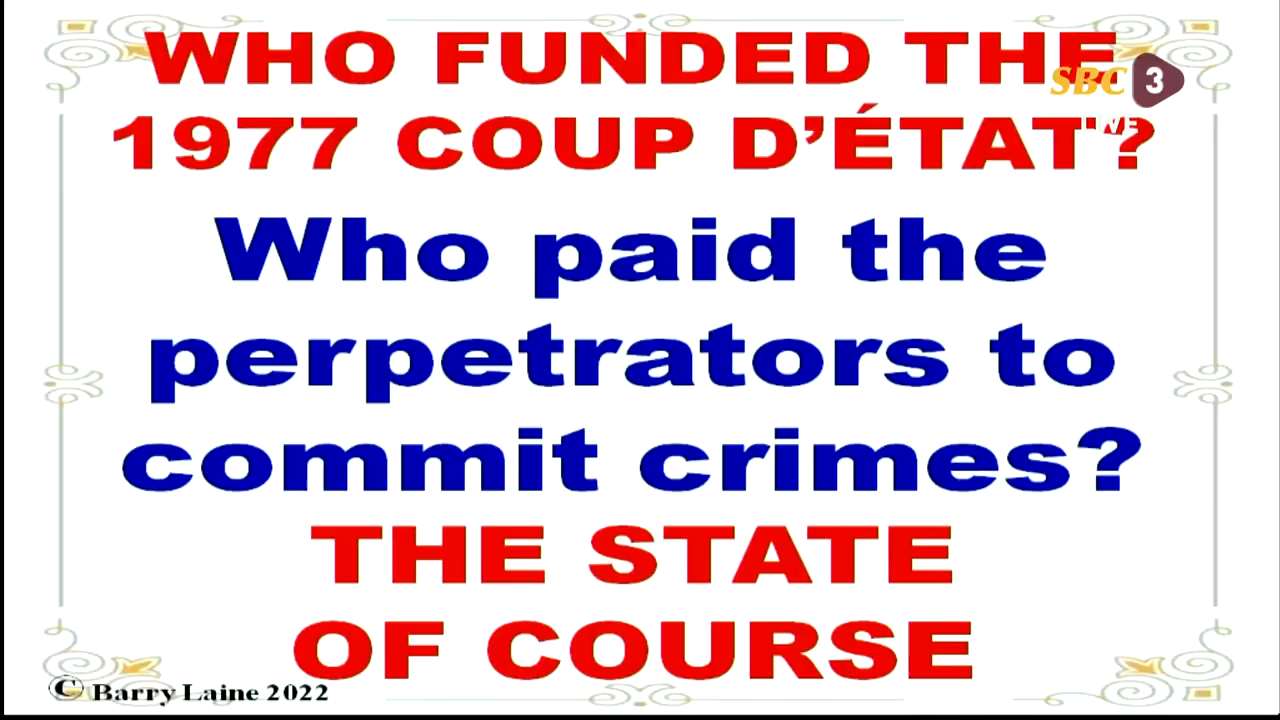 WHO FUNDED THE
SBC 3
1977 COUP D’ÉTAT?
LIVE
Who paid the
perpetrators to
commit crimes?
THE STATE
OF COURSE
© Barry Laine 2022